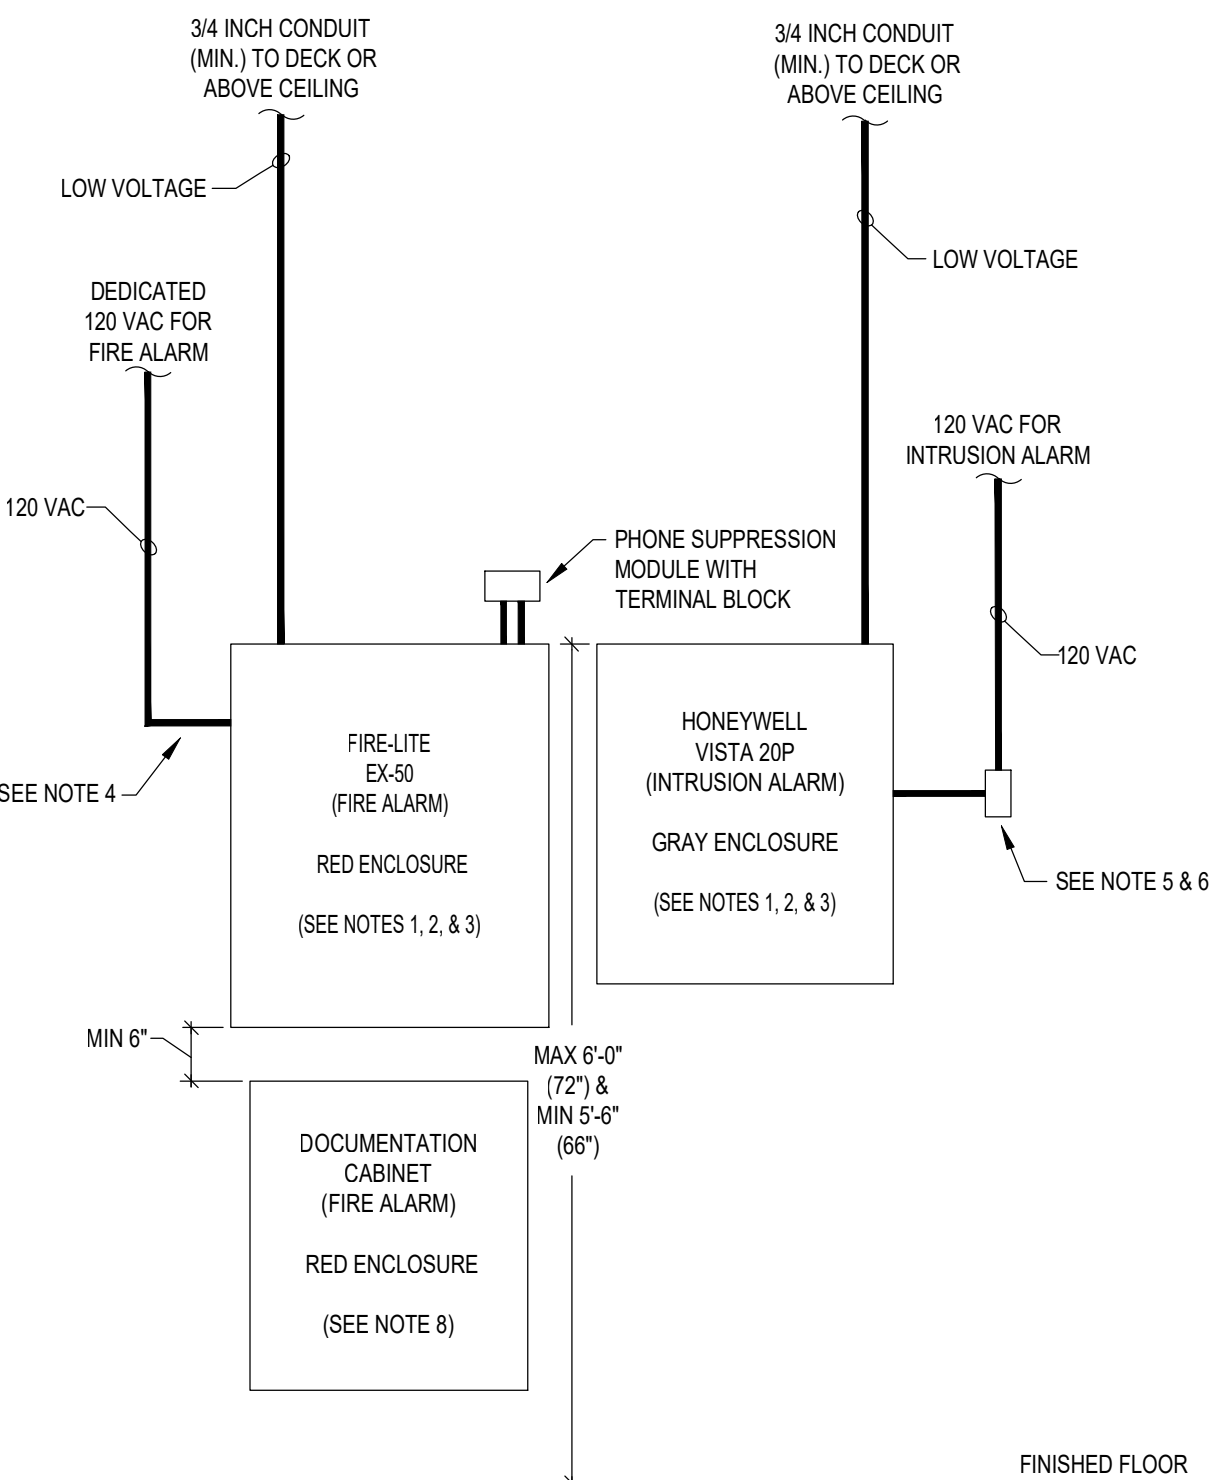 3/4 INCH CONDUIT
(MIN.) TO DECK OR
ABOVE CEILING
3/4 INCH CONDUIT
(MIN.) TO DECK OR
ABOVE CEILING
LOW VOLTAGE
LOW VOLTAGE
DEDICATED
120 VAC FOR
FIRE ALARM
120 VAC FOR
INTRUSION ALARM
120 VAC
PHONE SUPPRESSION
MODULE WITH
TERMINAL BLOCK
120 VAC
FIRE-LITE
EX-50
(FIRE ALARM)
RED ENCLOSURE
(SEE NOTES 1, 2, & 3)
HONEYWELL
VISTA 20P
(INTRUSION ALARM)
GRAY ENCLOSURE
(SEE NOTES 1, 2, & 3)
SEE NOTE 4
SEE NOTE 5 & 6
MIN 6"
MAX 6'-0"
(72") &
MIN 5'-6"
(66")
DOCUMENTATION
CABINET
(FIRE ALARM)
RED ENCLOSURE
(SEE NOTE 8)
FINISHED FLOOR